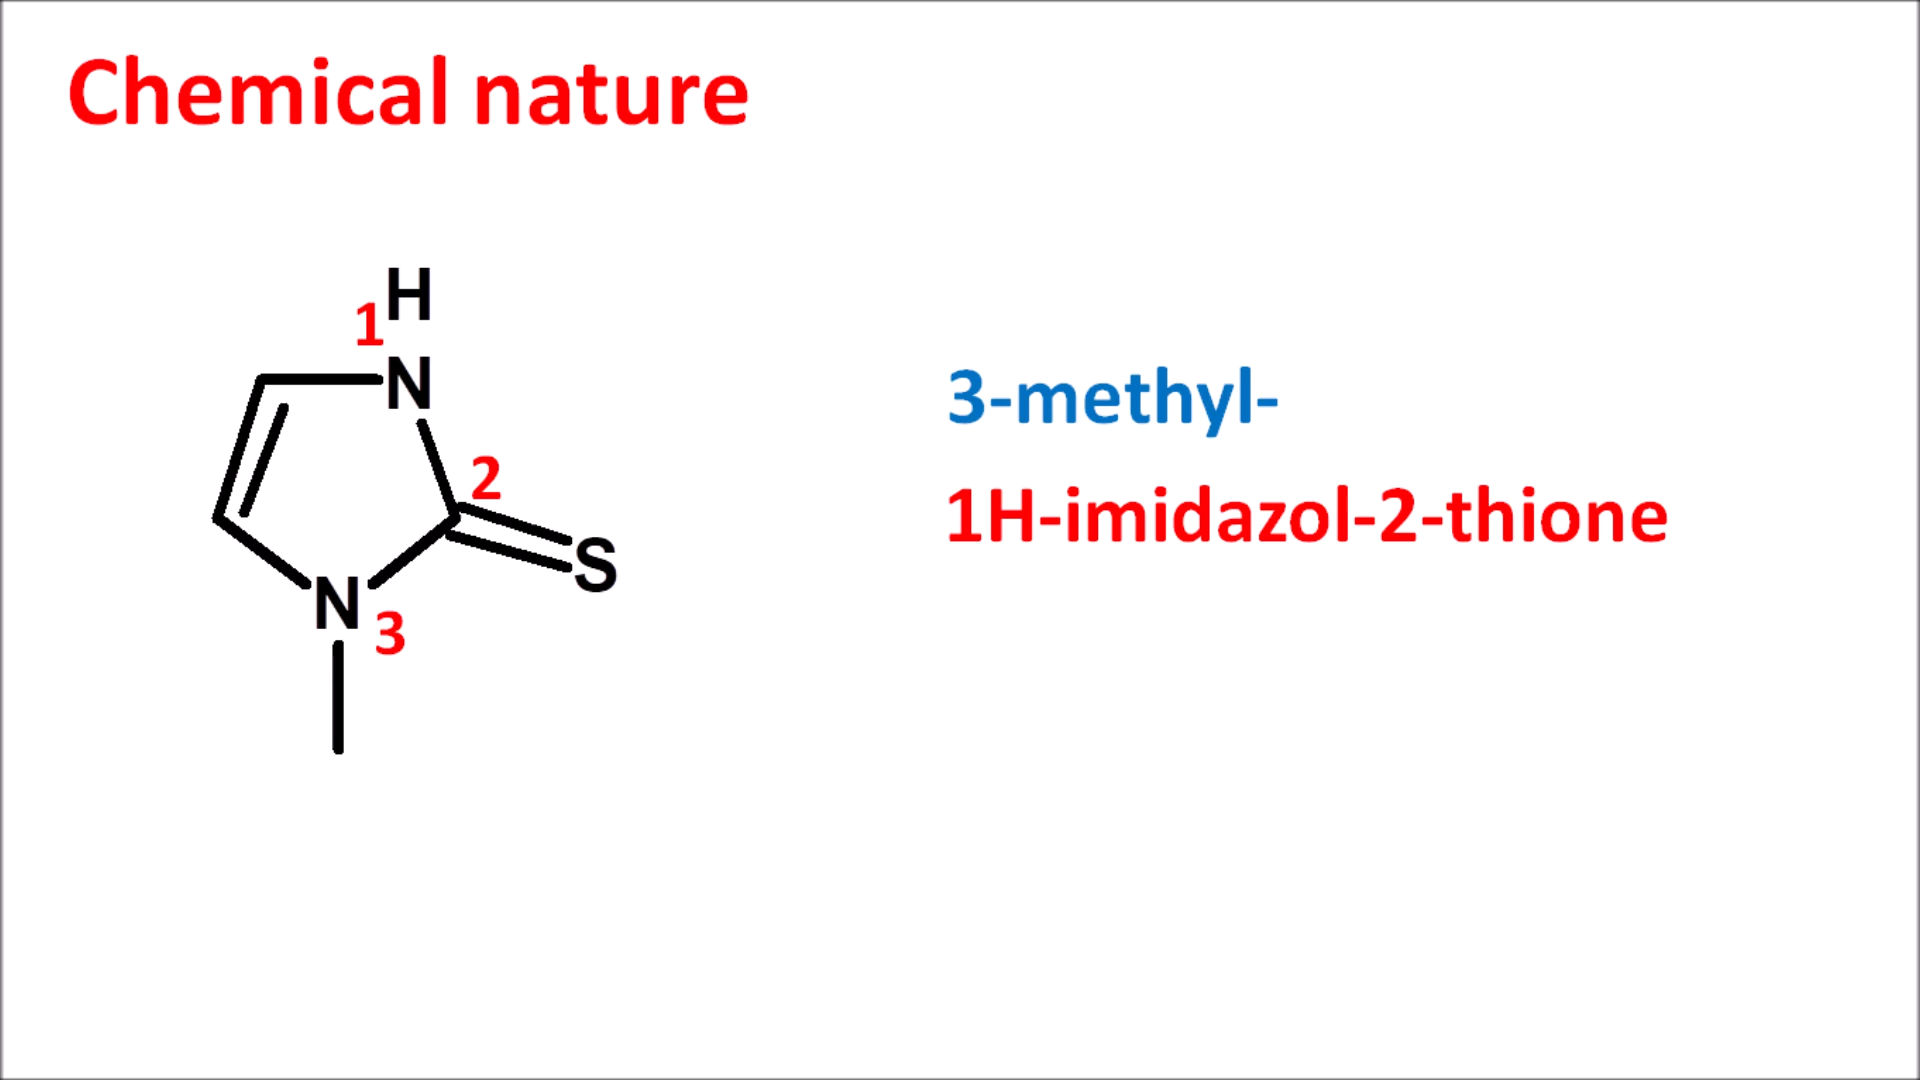 Chemical nature
H
1
N
2
S
N
3
3-methyl-
1H-imidazol-2-thione